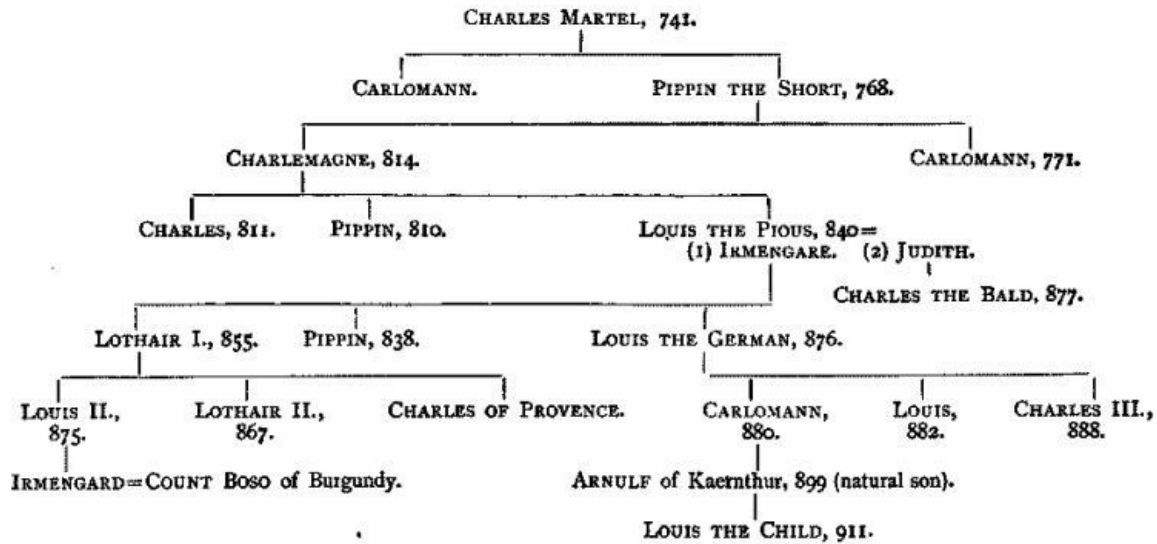 CHARLES MARTEL, 741.
CARLOMANN. PIPPIN THE SHORT, 768.
CHARLEMAGNE, 814. CARLOMANN, 771.
CHARLES, 811. PIPPIN, 810. LOUIS THE PIOUS, 840=
(1) IRMENGARE. (2) JUDITH.
CHARLES THE BALD, 877.
LOTHAIR I., 855. PIPPIN, 838. LOUIS THE GERMAN, 876.
LOUIS II., LOTHAIR II., CHARLES OF PROVENCE. CARLOMANN, LOUIS, CHARLES III.,
875. 867. 880. 882. 888.
IRMENGARD=COUNT BOSO of Burgundy. ARNULF of Kaernthur, 899 (natural son).
LOUIS THE CHILD, 911.